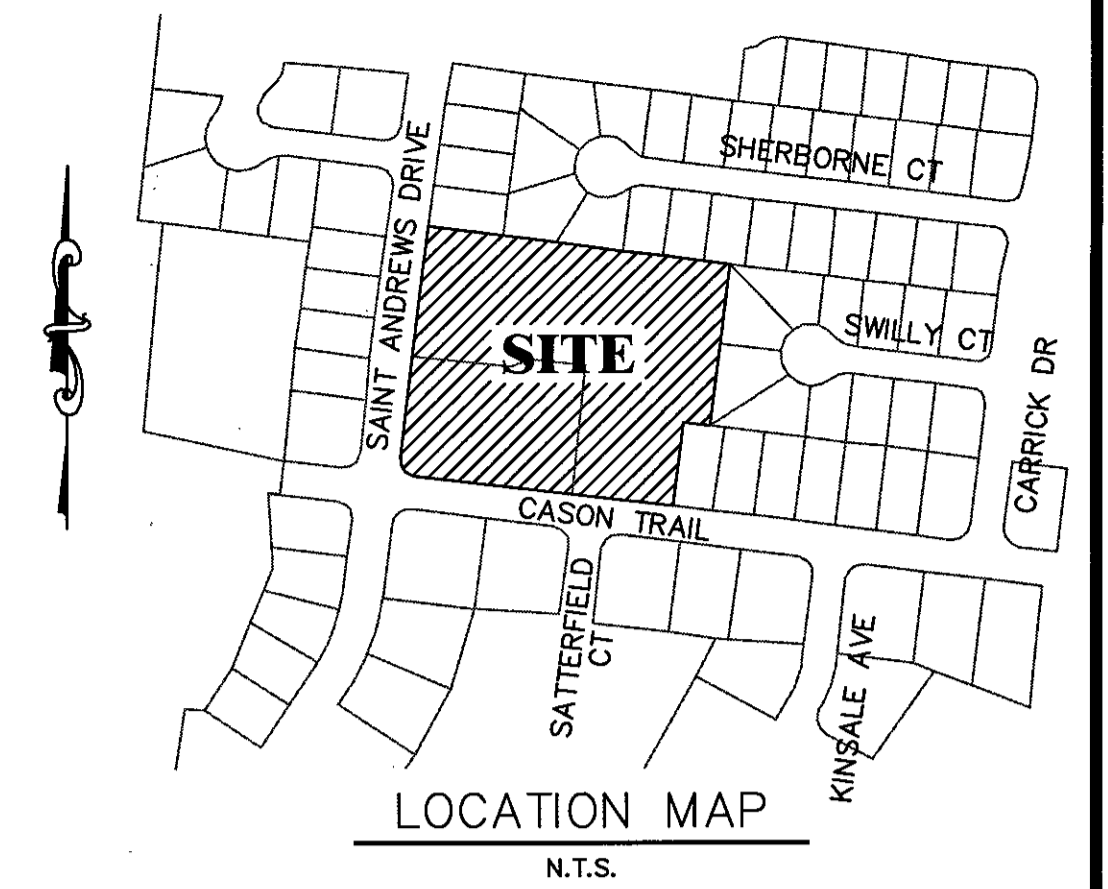 SHERBORNE CT
SAINT ANDREWS DRIVE
SITE
SWILLY CT
CARRICK DR
CASON TRAIL
SATTERFIELD
CT
KINSALE AVE
LOCATION MAP
N.T.S.